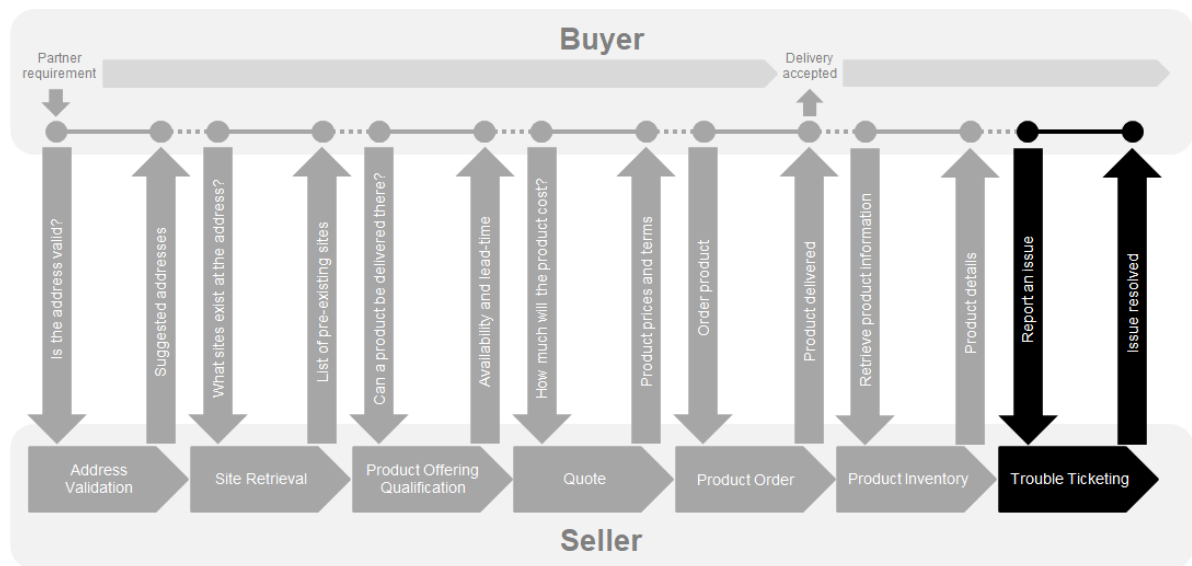 Buyer
Partner
requirement
Delivery
accepted
Is the address valid?
Suggested addresses
What sites exist at the address?
List of pre-existing sites
Can a product be delivered there?
Availability and lead-time
How much will the product cost?
Product prices and terms
Order product
Product delivered
Retrieve product information
Product details
Report an issue
Issue resolved
Address
Validation
Site Retrieval
Product Offering
Qualification
Quote
Product Order
Product Inventory
Trouble Ticketing
Seller